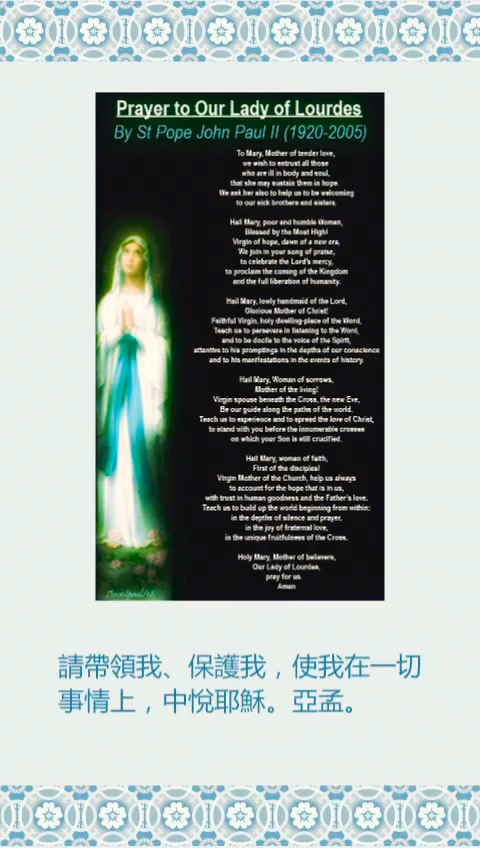 Prayer to Our Lady of Lourdes
By St Pope John Paul II (1920-2005)
To Mary, Mother of tender love,
we wish to entrust all those
who are ill in body and soul,
that she may sustain them in hope.
We ask her also to help us to be welcoming
to our sick brothers and sisters.
Hail Mary, poor and humble Woman,
Blessed by the Most High!
Virgin of hope, dawn of a new era,
We join in your song of praise,
to celebrate the Lord's mercy,
to proclaim the coming of the Kingdom
and the full liberation of humanity.
Hail Mary, lowly handmaid of the Lord,
Glorious Mother of Christ!
Faithful Virgin, holy dwelling-place of the Word,
Teach us to persevere in listening to the Word,
and to be docile to the voice of the Spirit,
attentive to his promptings in the depths of our conscience
and to his manifestations in the events of history.
Hail Mary, Woman of sorrows,
Mother of the living!
Virgin spouse beneath the Cross, the new Eve,
Be our guide along the paths of the world.
Teach us to experience and to spread the love of Christ,
to stand with you before the innumerable crosses
on which your Son is still crucified.
Hail Mary, woman of faith,
First of the disciples!
Virgin Mother of the Church, help us always
to account for the hope that is in us,
with trust in human goodness and the Father's love.
Teach us to build up the world beginning from within:
in the depths of silence and prayer,
in the joy of fraternal love,
in the unique fruitfulness of the Cross.
Holy Mary, Mother of believers,
Our Lady of Lourdes,
pray for us.
Amen
請帶領我、保護我，使我在一切
事情上，中悅耶穌。亞孟。